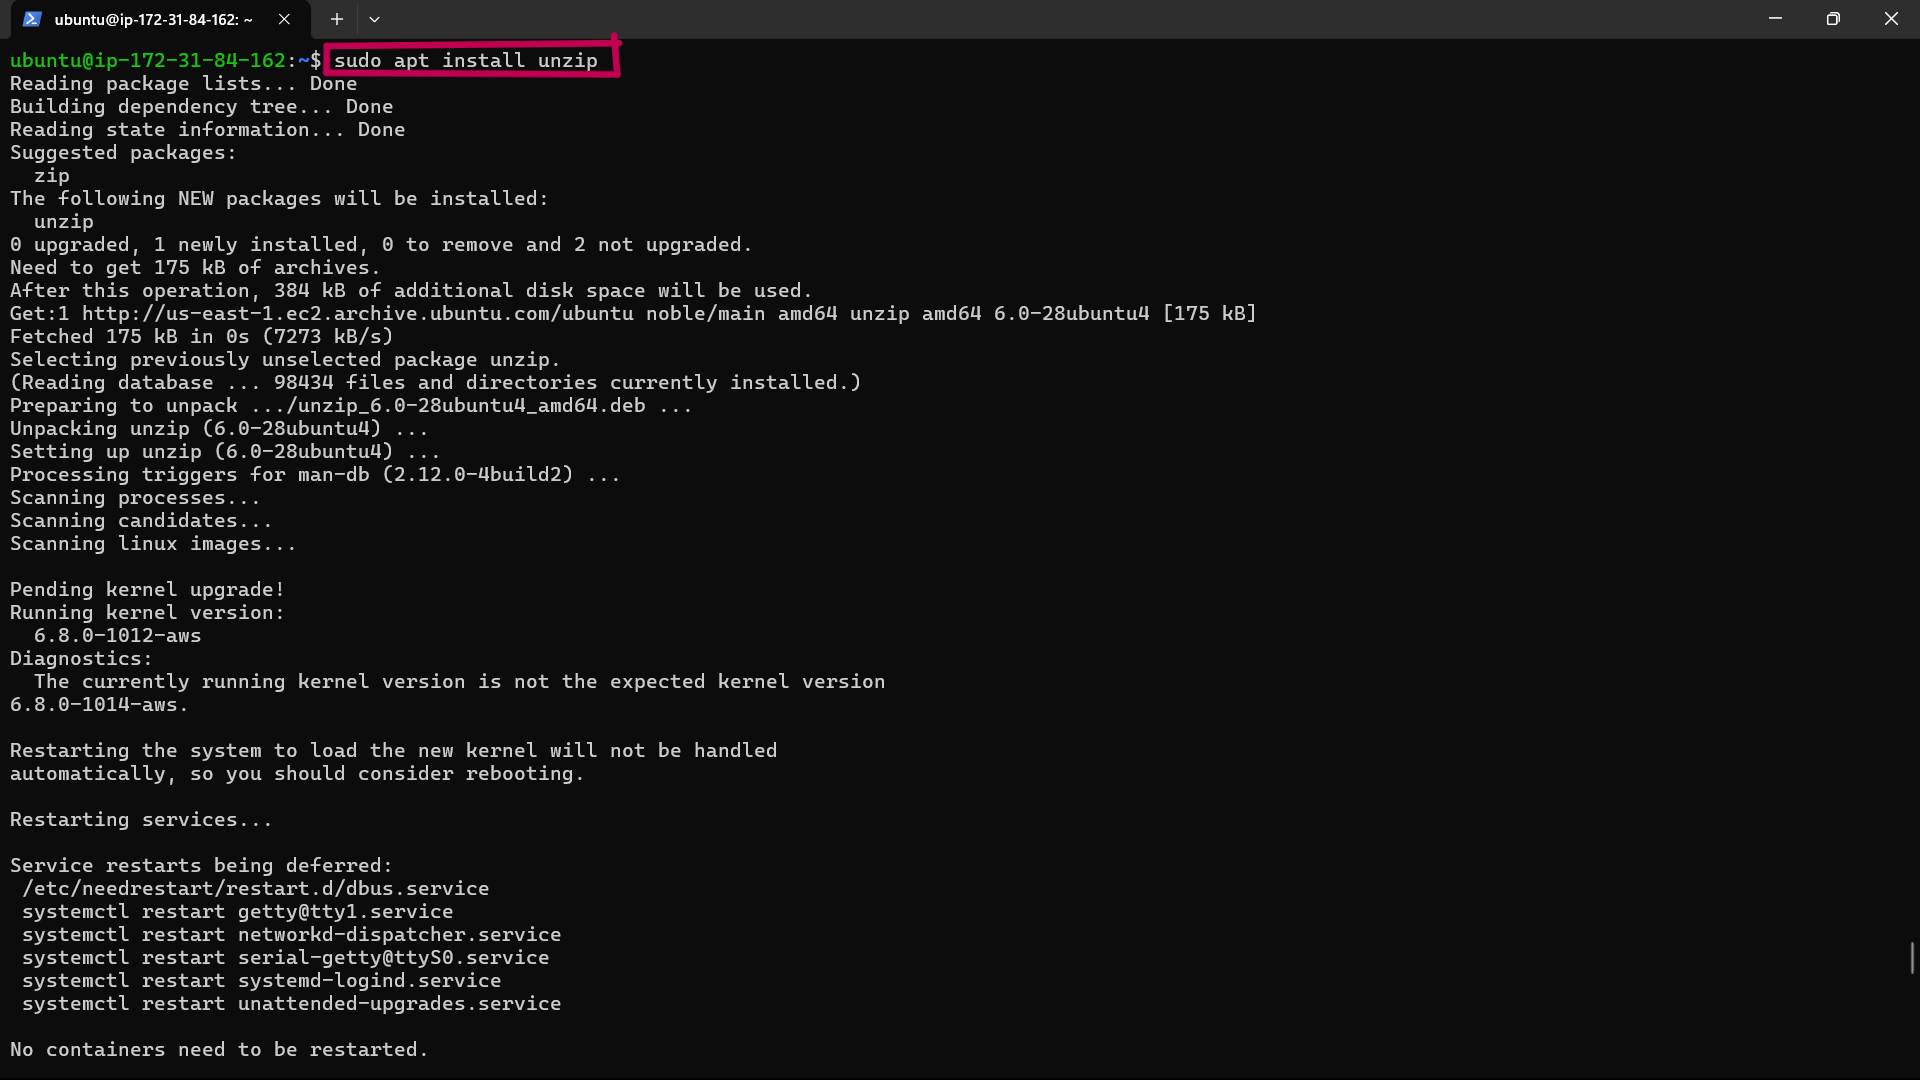 ubuntu@ip-172-31-84-162: ~
ubuntu@ip-172-31-84-162:~$ sudo apt install unzip
Reading package lists... Done
Building dependency tree... Done
Reading state information... Done
Suggested packages:
  zip
The following NEW packages will be installed:
  unzip
0 upgraded, 1 newly installed, 0 to remove and 2 not upgraded.
Need to get 175 kB of archives.
After this operation, 384 kB of additional disk space will be used.
Get:1 http://us-east-1.ec2.archive.ubuntu.com/ubuntu noble/main amd64 unzip amd64 6.0-28ubuntu4 [175 kB]
Fetched 175 kB in 0s (7273 kB/s)
Selecting previously unselected package unzip.
(Reading database ... 98434 files and directories currently installed.)
Preparing to unpack .../unzip_6.0-28ubuntu4_amd64.deb ...
Unpacking unzip (6.0-28ubuntu4) ...
Setting up unzip (6.0-28ubuntu4) ...
Processing triggers for man-db (2.12.0-4build2) ...
Scanning processes...
Scanning candidates...
Scanning linux images...

Pending kernel upgrade!
Running kernel version:
  6.8.0-1012-aws
Diagnostics:
  The currently running kernel version is not the expected kernel version
6.8.0-1014-aws.

Restarting the system to load the new kernel will not be handled
automatically, so you should consider rebooting.

Restarting services...

Service restarts being deferred:
 /etc/needrestart/restart.d/dbus.service
 systemctl restart getty@tty1.service
 systemctl restart networkd-dispatcher.service
 systemctl restart serial-getty@ttyS0.service
 systemctl restart systemd-logind.service
 systemctl restart unattended-upgrades.service

No containers need to be restarted.